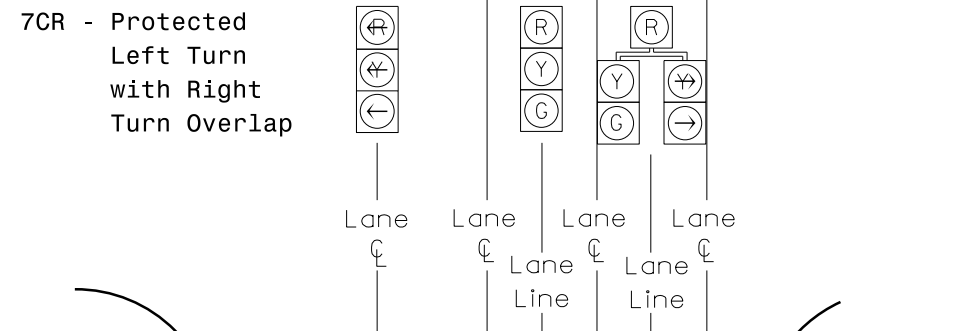 7CR - Protected
Left Turn
with Right
Turn Overlap
R R R
Y Y Y Y
G G
Lane Lane Lane Lane
℄ ℄ ℄ ℄
Lane Lane
Line Line